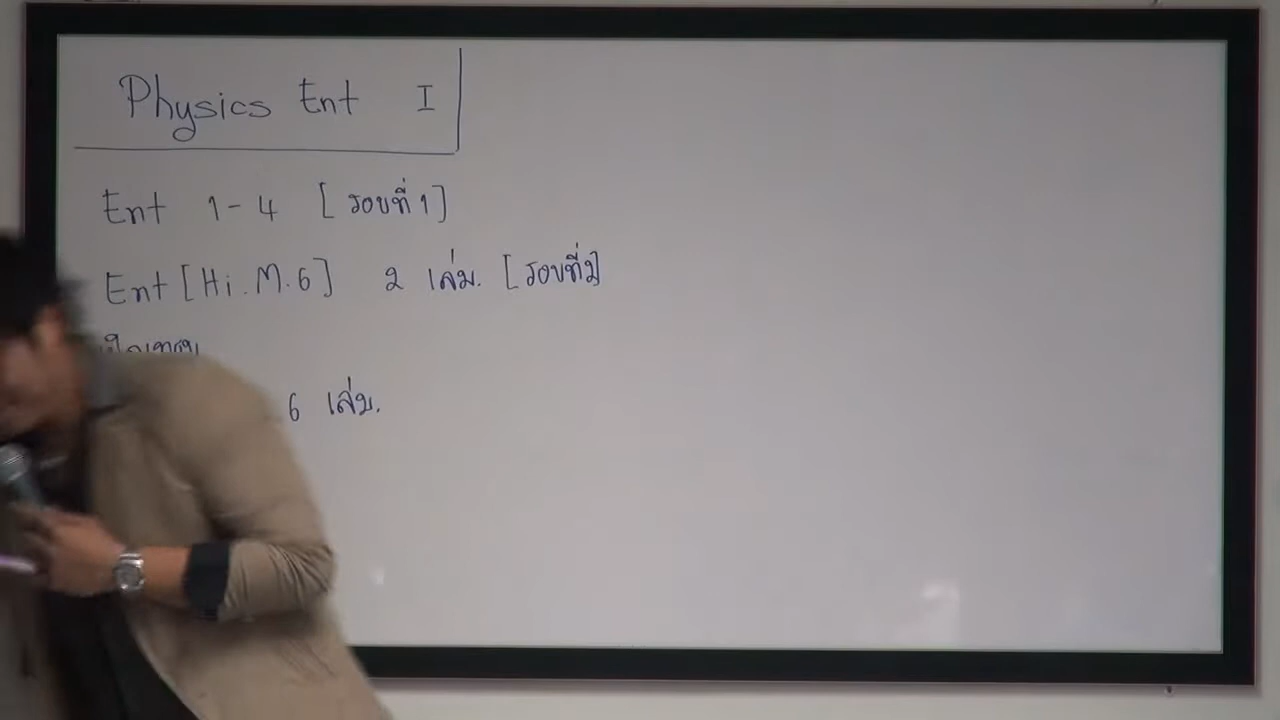 Physics Ent I
Ent 1-4 [รอบที่ 1]
Ent [Hi.M.6] 2 เล่ม. [รอบที่ 2]
6 เล่ม.